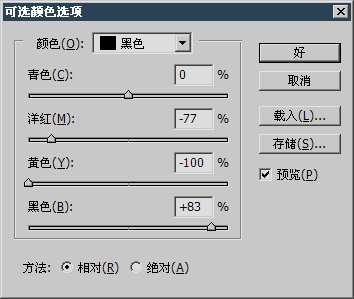 可选颜色选项
颜色(O): 黑色
好
青色(C): 0 %
取消
洋红(M): -77 %
载入(L)...
黄色(Y): -100 %
存储(S)...
预览(P)
黑色(B): +83 %
方法: 相对(R) 绝对(A)